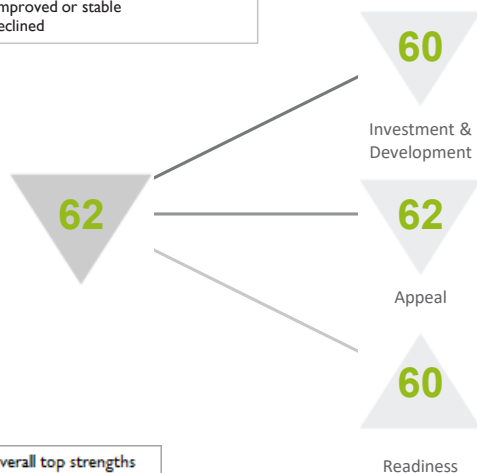 mproved or stable
eclined
60
Investment &
Development
62
62
Appeal
60
verall top strengths
Readiness